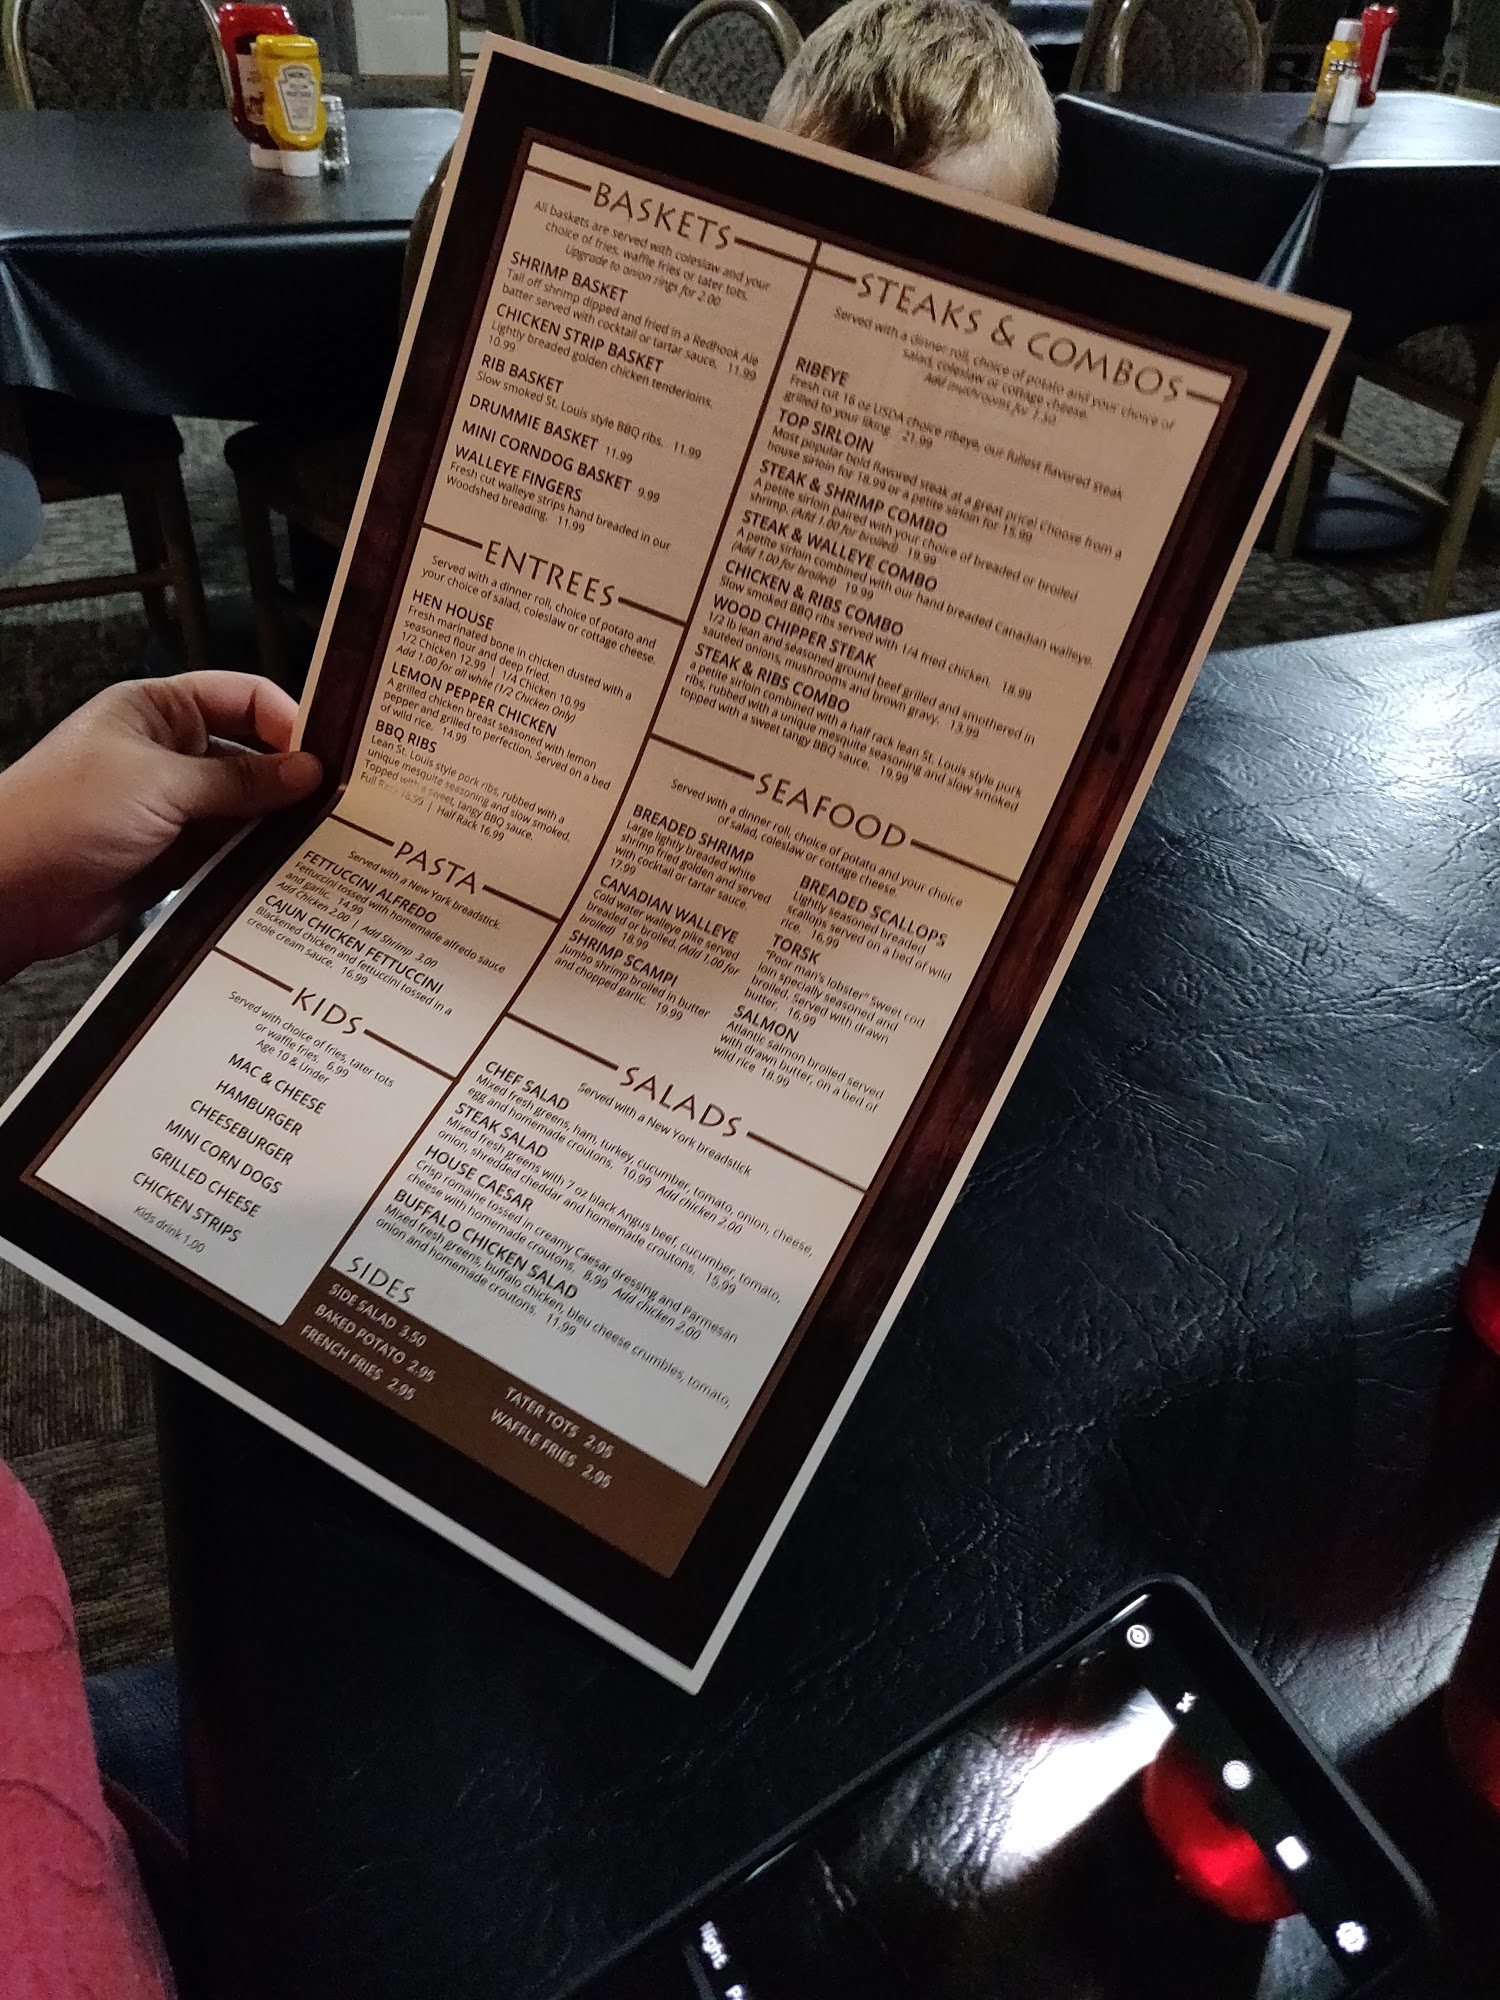 BASKETS
All baskets are served with coleslaw and your
choice of fries, waffle fries or tater tots.
Upgrade to onion rings for 2.00
SHRIMP BASKET
Tail off shrimp dipped and fried in a Redhook Ale
batter served with cocktail or tartar sauce. 11.99
CHICKEN STRIP BASKET
Lightly breaded golden chicken tenderloins.
10.99
RIB BASKET
Slow smoked St. Louis style BBQ ribs. 11.99
DRUMMIE BASKET 11.99
MINI CORNDOG BASKET 9.99
WALLEYE FINGERS
Fresh cut walleye strips hand breaded in our
Woodshed breading. 11.99
ENTREES
Served with a dinner roll, choice of potato and
your choice of salad, coleslaw or cottage cheese.
HEN HOUSE
Fresh marinated bone in chicken dusted with a
seasoned flour and deep fried.
1/2 Chicken 12.99 | 1/4 Chicken 10.99
Add 1.00 for all white (1/2 Chicken Only)
LEMON PEPPER CHICKEN
A grilled chicken breast seasoned with lemon
pepper and grilled to perfection. Served on a bed
of wild rice. 14.99
BBQ RIBS
Lean St. Louis style pork ribs, rubbed with a
unique mesquite seasoning and slow smoked.
Topped with a sweet, tangy BBQ sauce.
Full Rack 18.99 | Half Rack 16.99
PASTA
Served with a New York breadstick.
FETTUCCINI ALFREDO
Fettuccini tossed with homemade alfredo sauce
and garlic. 14.99
Add Chicken 2.00 | Add Shrimp 3.00
CAJUN CHICKEN FETTUCCINI
Blackened chicken and fettuccini tossed in a
creole cream sauce. 16.99
KIDS
Served with choice of fries, tater tots
or waffle fries. 6.99
Age 10 & Under
MAC & CHEESE
HAMBURGER
CHEESEBURGER
MINI CORN DOGS
GRILLED CHEESE
CHICKEN STRIPS
Kids drink 1.00
STEAKS & COMBOS
Served with a dinner roll, choice of potato and your choice of
salad, coleslaw or cottage cheese.
Add mushrooms for 1.50
RIBEYE
Fresh cut 16 oz USDA choice ribeye, our fullest flavored steak
grilled to your liking. 21.99
TOP SIRLOIN
Most popular bold flavored steak at a great price! Choose from a
house sirloin for 18.99 or a petite sirloin for 15.99
STEAK & SHRIMP COMBO
A petite sirloin paired with your choice of breaded or broiled
shrimp. (Add 1.00 for broiled) 19.99
STEAK & WALLEYE COMBO
A petite sirloin combined with our hand breaded Canadian walleye.
(Add 1.00 for broiled) 19.99
CHICKEN & RIBS COMBO
Slow smoked BBQ ribs served with 1/4 fried chicken. 18.99
WOOD CHIPPER STEAK
1/2 lb lean and seasoned ground beef grilled and smothered in
sautéed onions, mushrooms and brown gravy. 13.99
STEAK & RIBS COMBO
a petite sirloin combined with a half rack lean St. Louis style pork
ribs, rubbed with a unique mesquite seasoning and slow smoked
topped with a sweet tangy BBQ sauce. 19,99
SEAFOOD
Served with a dinner roll, choice of potato and your choice
of salad, coleslaw or cottage cheese.
BREADED SHRIMP
Large lightly breaded white
shrimp fried golden and served
with cocktail or tartar sauce.
17.99
CANADIAN WALLEYE
Cold water walleye pike served
breaded or broiled. (Add 1.00 for
broiled) 18.99
SHRIMP SCAMPI
Jumbo shrimp broiled in butter
and chopped garlic. 19.99
BREADED SCALLOPS
Lightly seasoned breaded
scallops served on a bed of wild
rice. 16.99
TORSK
"Poor man's lobster" Sweet cod
loin specially seasoned and
broiled. Served with drawn
butter. 16.99
SALMON
Atlantic salmon broiled served
with drawn butter, on a bed of
wild rice 18.99
SALADS
Served with a New York breadstick
CHEF SALAD
Mixed fresh greens, ham, turkey, cucumber, tomato, onion, cheese,
egg and homemade croutons. 10.99 Add chicken 2.00
STEAK SALAD
Mixed fresh greens with 7 oz black Angus beef, cucumber, tomato,
onion, shredded cheddar and homemade croutons. 15.99
HOUSE CAESAR
Crisp romaine tossed in creamy Caesar dressing and Parmesan
cheese with homemade croutons. 8.99 Add chicken 2.00
BUFFALO CHICKEN SALAD
Mixed fresh greens, buffalo chicken, bleu cheese crumbles, tomato,
onion and homemade croutons. 11.99
SIDES
SIDE SALAD 3.50
BAKED POTATO 2.95
FRENCH FRIES 2.95
TATER TOTS 2.95
WAFFLE FRIES 2.95
HEINZ